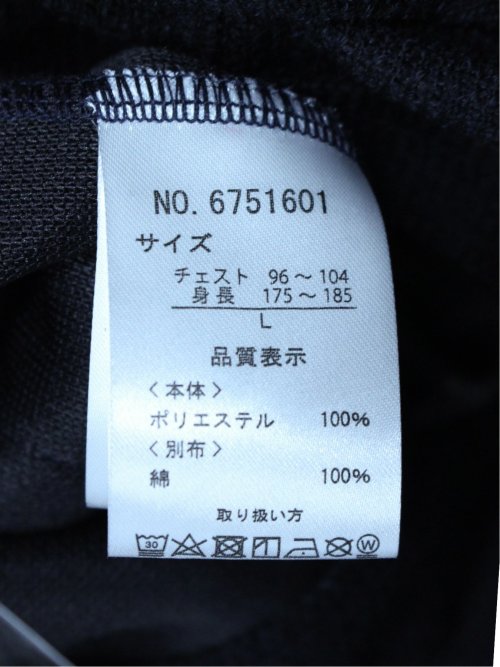 NO. 6751601
サイズ
チェスト 96～104
身長 175～185
L
品質表示
〈本体〉
ポリエステル 100%
〈別布〉
綿 100%
取り扱い方
30 W